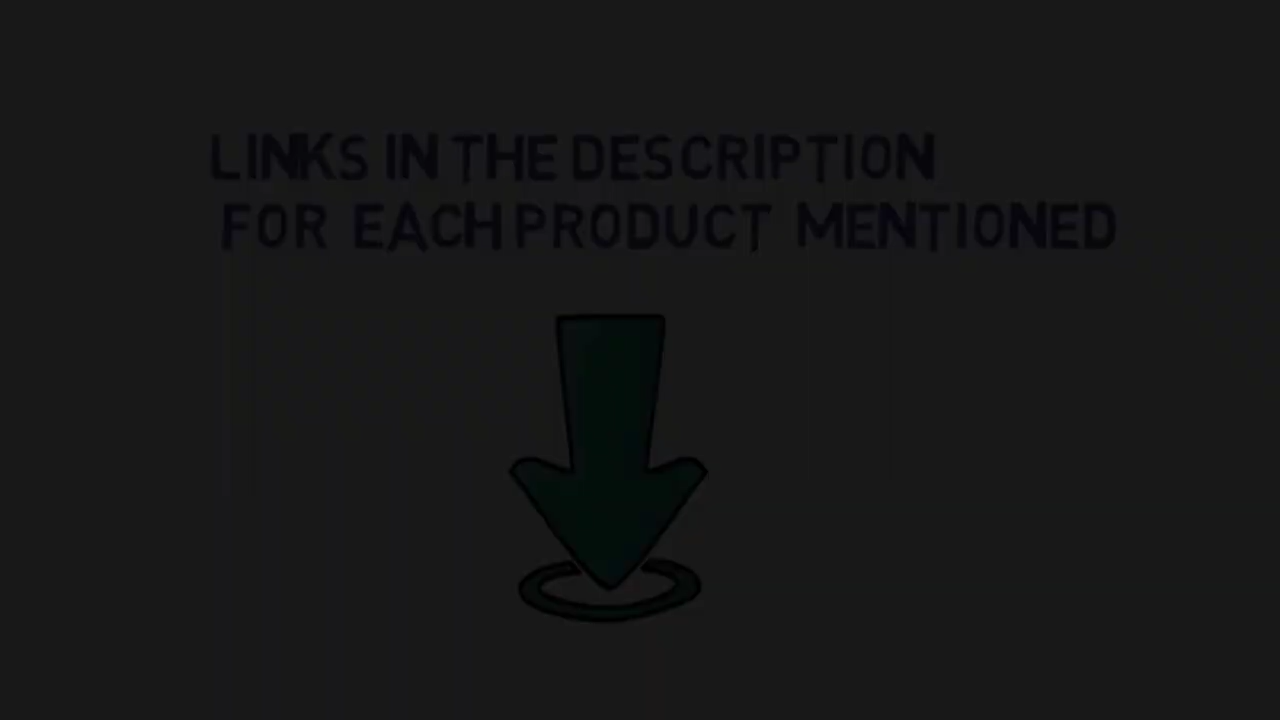 LINKS IN THE DESCRIPTION
FOR EACH PRODUCT MENTIONED